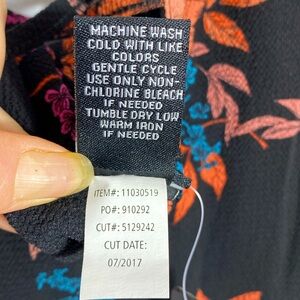 MACHINE WASH
COLD WITH LIKE
COLORS
GENTLE CYCLE
USE ONLY NON-
CHLORINE BLEACH
IF NEEDED
TUMBLE DRY LOW
WARM IRON
IF NEEDED
ITEM#: 11030519
PO#: 910292
CUT#: 5129242
CUT DATE:
07/2017